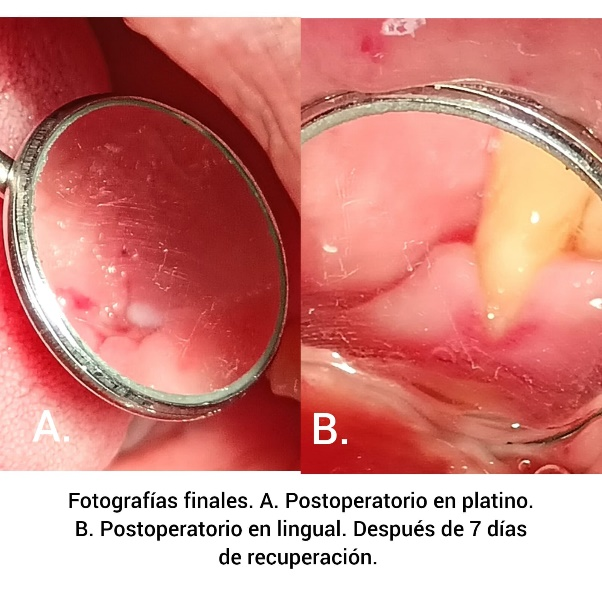 A.
B.
Fotografías finales. A. Postoperatorio en platino.
B. Postoperatorio en lingual. Después de 7 días
de recuperación.